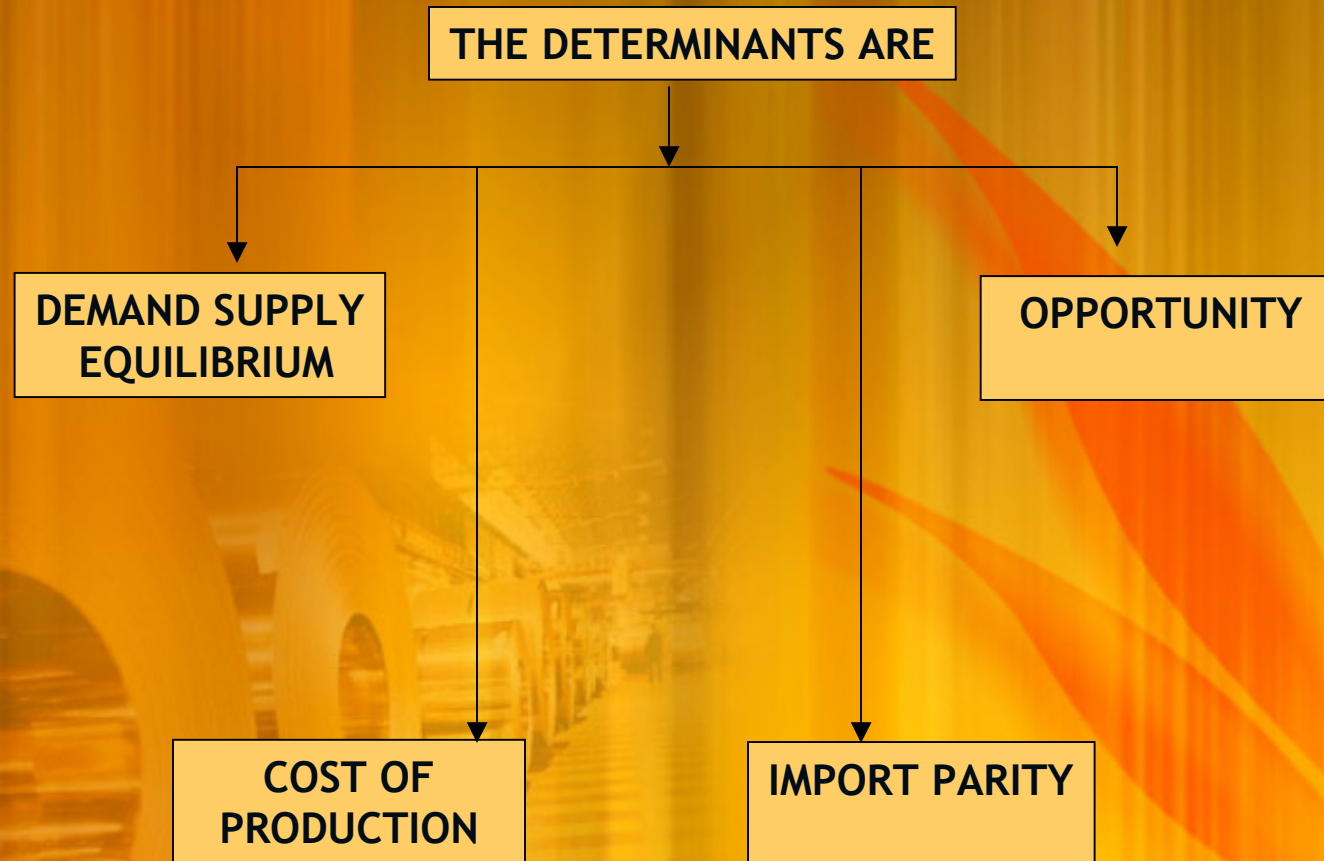 THE DETERMINANTS ARE
DEMAND SUPPLY
EQUILIBRIUM
OPPORTUNITY
COST OF
PRODUCTION
IMPORT PARITY